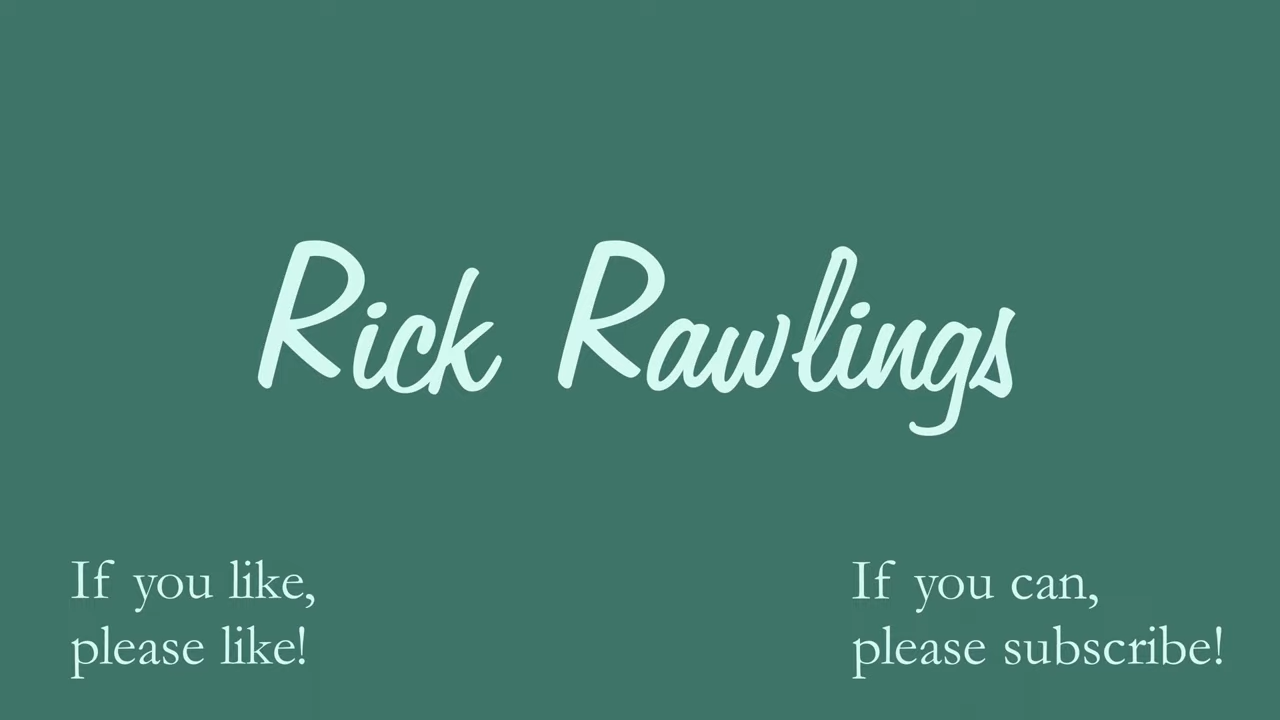 Rick Rawlings
If you like,
please like!
If you can,
please subscribe!